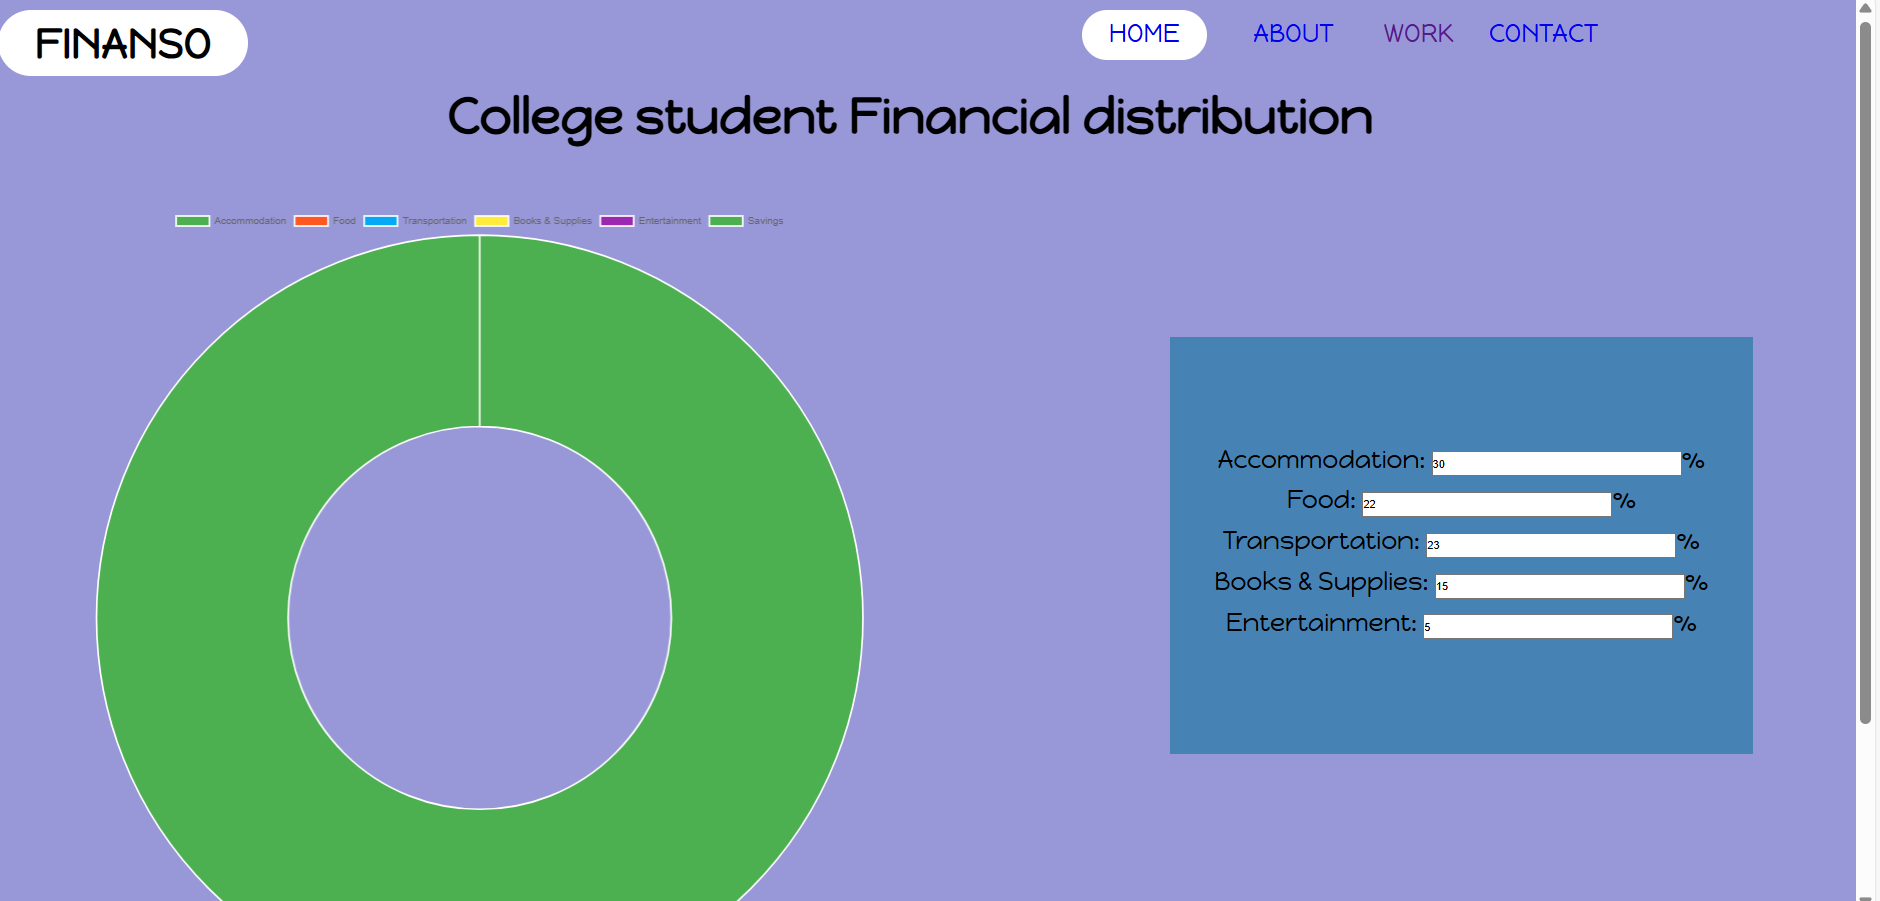 FINANSO HOME ABOUT WORK CONTACT
College student Financial distribution
Accommodation Food Transportation Books & Supplies Entertainment Savings
Accommodation: 30 %
Food: 22 %
Transportation: 23 %
Books & Supplies: 15 %
Entertainment: 5 %